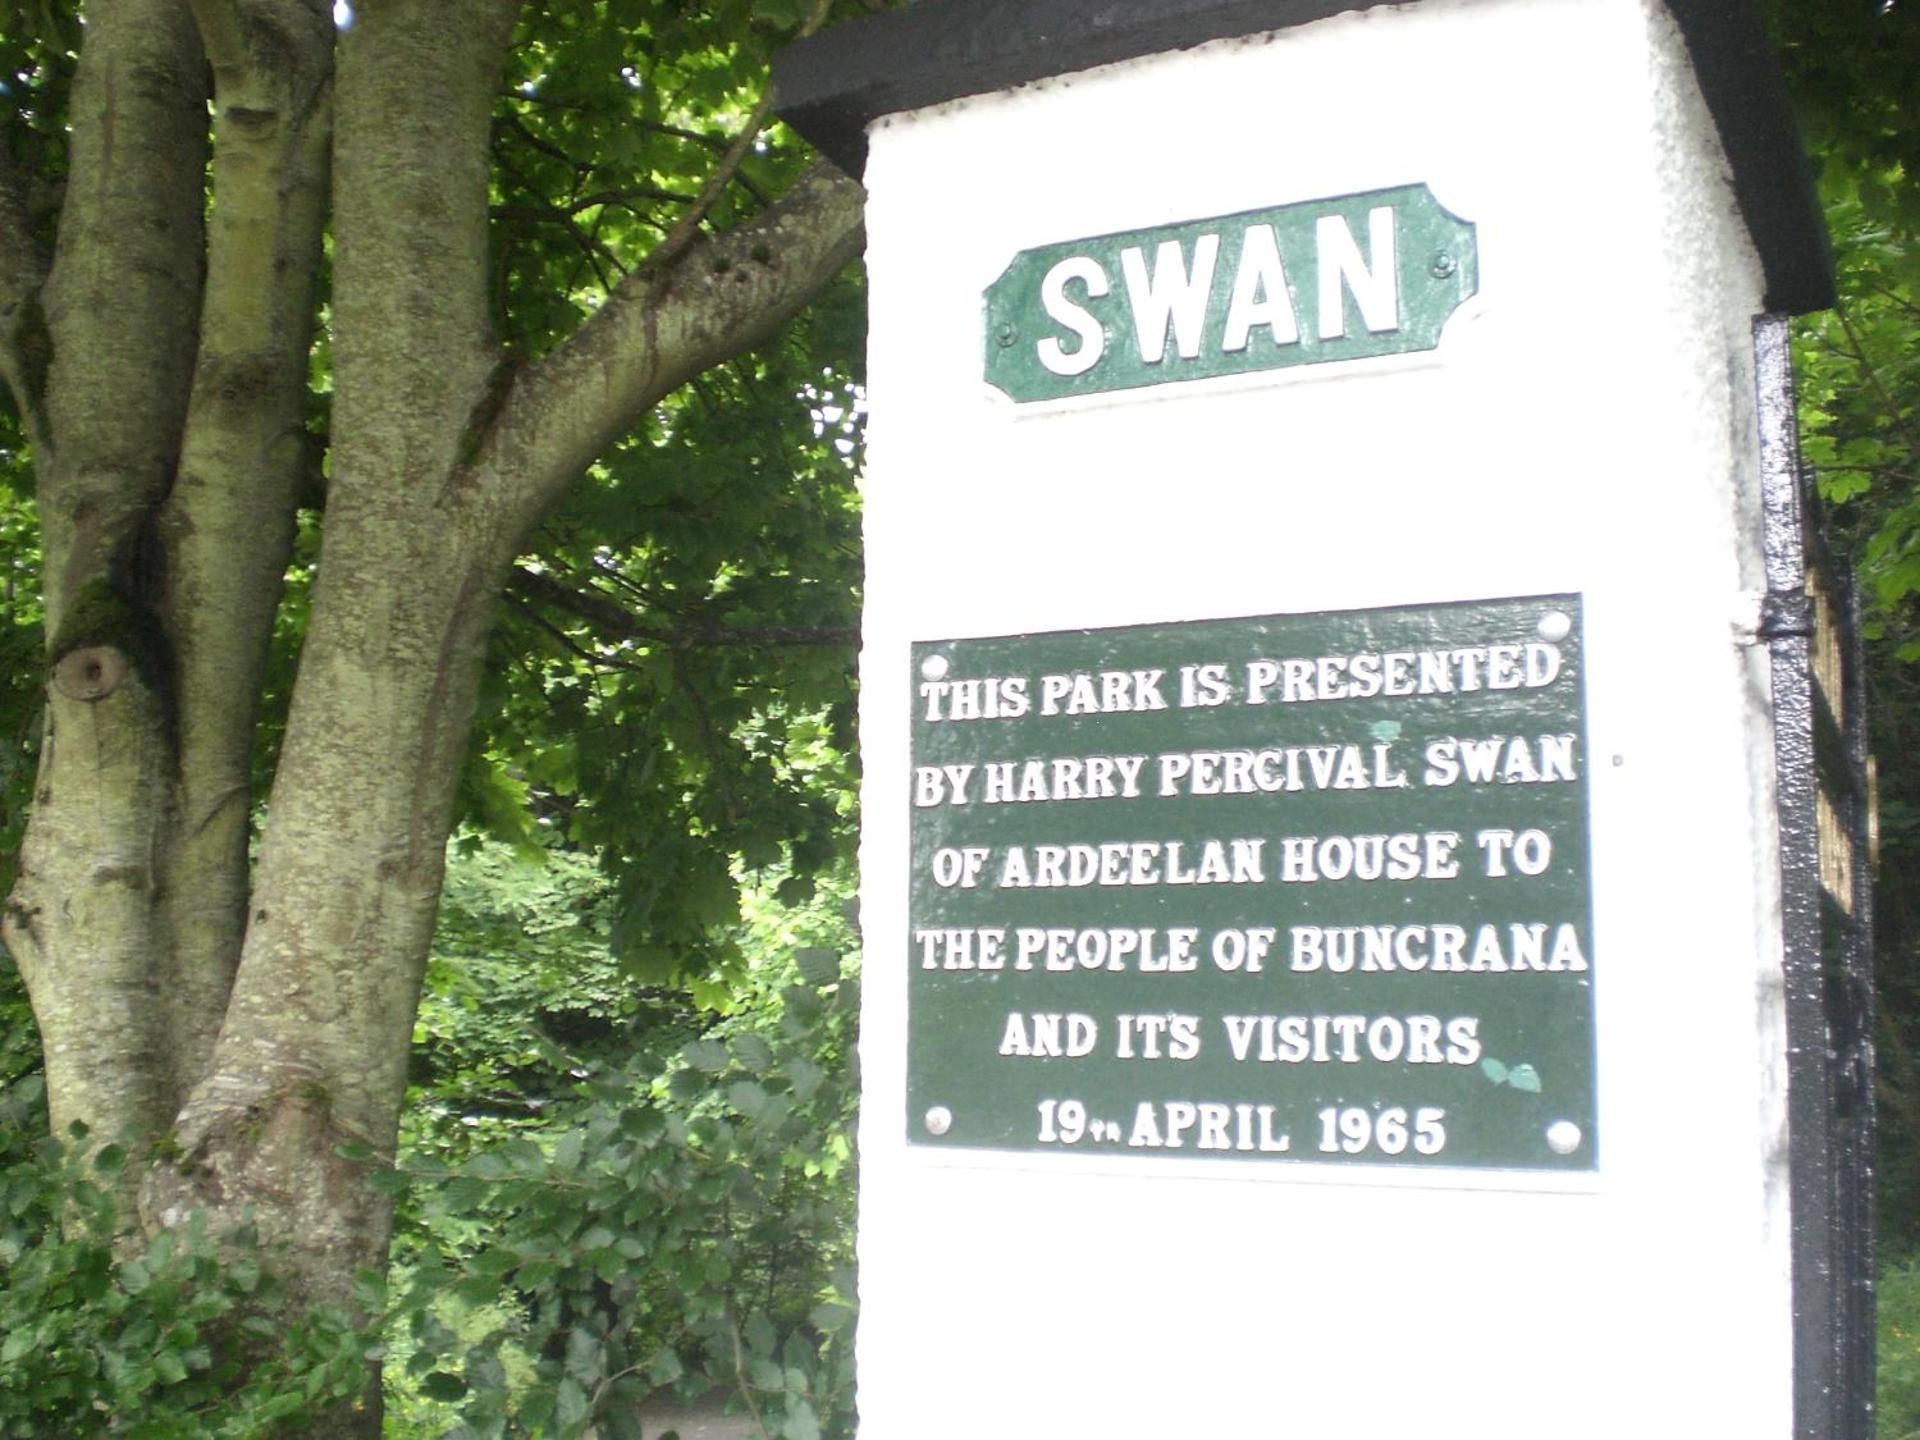 SWAN
THIS PARK IS PRESENTED
BY HARRY PERCIVAL SWAN
OF ARDEELAN HOUSE TO
THE PEOPLE OF BUNCRANA
AND IT'S VISITORS
19TH APRIL 1965